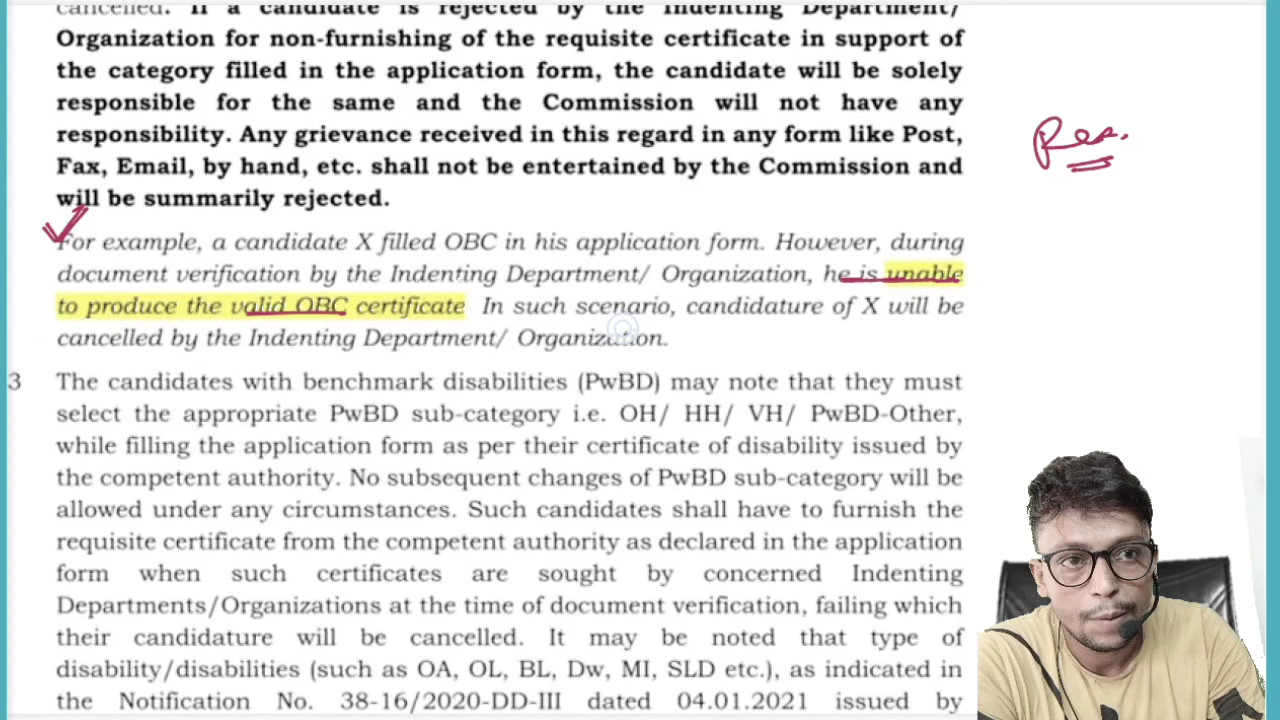 cancelled. If a candidate is rejected by the Indenting Department/
Organization for non-furnishing of the requisite certificate in support of
the category filled in the application form, the candidate will be solely
responsible for the same and the Commission will not have any
responsibility. Any grievance received in this regard in any form like Post,
Fax, Email, by hand, etc. shall not be entertained by the Commission and
will be summarily rejected.
For example, a candidate X filled OBC in his application form. However, during
document verification by the Indenting Department/ Organization, he is unable
to produce the valid OBC certificate In such scenario, candidature of X will be
cancelled by the Indenting Department/ Organization.
3 The candidates with benchmark disabilities (PwBD) may note that they must
select the appropriate PwBD sub-category i.e. OH/ HH/ VH/ PwBD-Other,
while filling the application form as per their certificate of disability issued by
the competent authority. No subsequent changes of PwBD sub-category will be
allowed under any circumstances. Such candidates shall have to furnish the
requisite certificate from the competent authority as declared in the application
form when such certificates are sought by concerned Indenting
Departments/Organizations at the time of document verification, failing which
their candidature will be cancelled. It may be noted that type of
disability/disabilities (such as OA, OL, BL, Dw, MI, SLD etc.), as indicated in
the Notification No. 38-16/2020-DD-III dated 04.01.2021 issued by